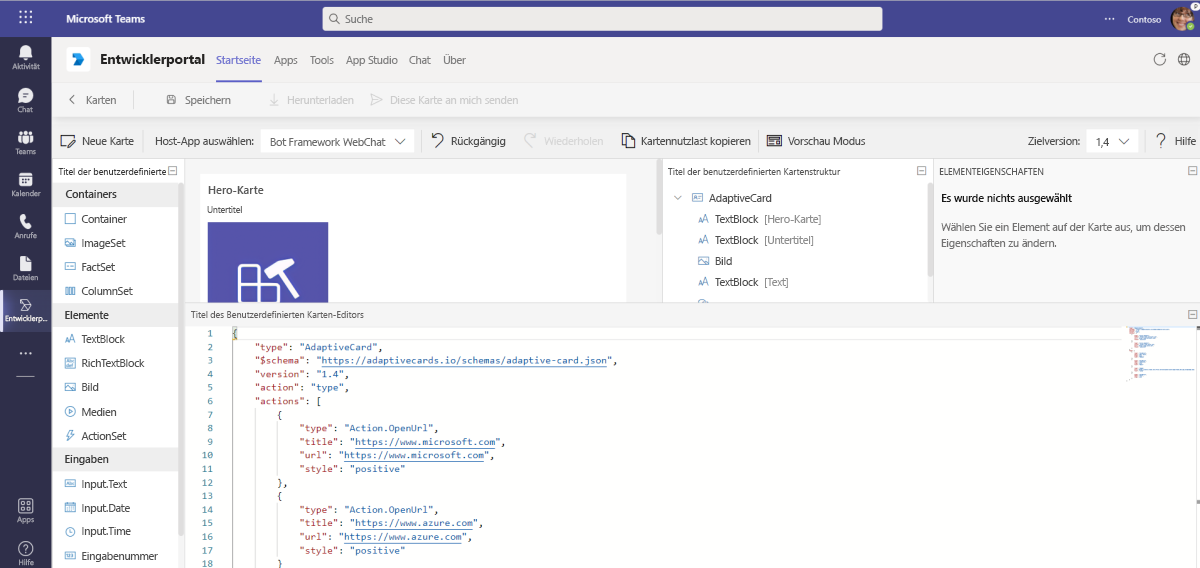 Microsoft Teams
Suche
Contoso
Entwicklerportal
Startseite
Apps
Tools
App Studio
Chat
Über
Aktivität
Chat
Teams
Kalender
Anrufe
Dateien
Entwicklerp...
Apps
Hilfe
Karten
Speichern
Herunterladen
Diese Karte an mich senden
Neue Karte
Host-App auswählen:
Bot Framework WebChat
Rückgängig
Wiederholen
Kartennutzlast kopieren
Vorschau Modus
Zielversion:
1,4
Hilfe
Titel der benutzerdefinierte
Containers
Container
ImageSet
FactSet
ColumnSet
Elemente
TextBlock
RichTextBlock
Bild
Medien
ActionSet
Eingaben
Input.Text
Input.Date
Input.Time
Eingabenummer
Hero-Karte
Untertitel
Titel der benutzerdefinierten Kartenstruktur
AdaptiveCard
TextBlock [Hero-Karte]
TextBlock [Untertitel]
Bild
TextBlock [Text]
ELEMENTEIGENSCHAFTEN
Es wurde nichts ausgewählt
Wählen Sie ein Element auf der Karte aus, um dessen
Eigenschaften zu ändern.
Titel des Benutzerdefinierten Karten-Editors
1 {
2 "type": "AdaptiveCard",
3 "$schema": "https://adaptivecards.io/schemas/adaptive-card.json",
4 "version": "1.4",
5 "action": "type",
6 "actions": [
7 {
8 "type": "Action.OpenUrl",
9 "title": "https://www.microsoft.com",
10 "url": "https://www.microsoft.com",
11 "style": "positive"
12 },
13 {
14 "type": "Action.OpenUrl",
15 "title": "https://www.azure.com",
16 "url": "https://www.azure.com",
17 "style": "positive"
18 }